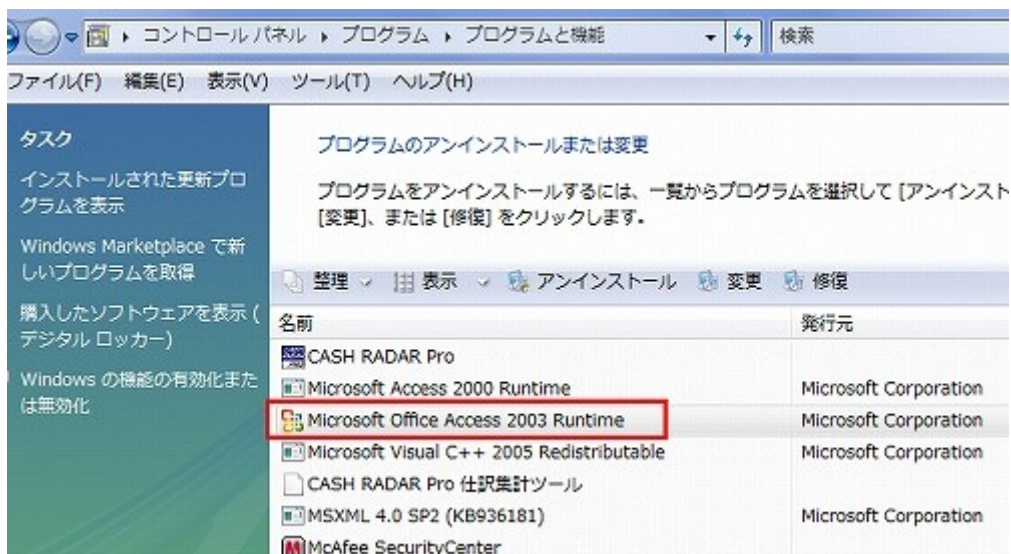 コントロール パネル ▸ プログラム ▸ プログラムと機能
検索
ファイル(F) 編集(E) 表示(V) ツール(T) ヘルプ(H)
タスク
インストールされた更新プロ
グラムを表示
Windows Marketplace で新
しいプログラムを取得
購入したソフトウェアを表示 (
デジタル ロッカー)
Windows の機能の有効化また
は無効化
プログラムのアンインストールまたは変更
プログラムをアンインストールするには、一覧からプログラムを選択して [アンインスト
[変更]、または [修復] をクリックします。
整理 表示 アンインストール 変更 修復
名前 発行元
CASH RADAR Pro
Microsoft Access 2000 Runtime Microsoft Corporation
Microsoft Office Access 2003 Runtime Microsoft Corporation
Microsoft Visual C++ 2005 Redistributable Microsoft Corporation
CASH RADAR Pro 仕訳集計ツール
MSXML 4.0 SP2 (KB936181) Microsoft Corporation
McAfee SecurityCenter